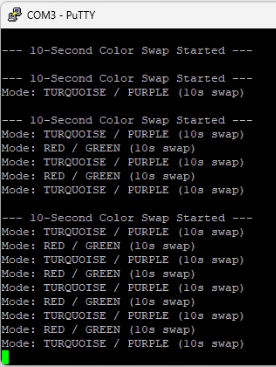 COM3 - PuTTY
--- 10-Second Color Swap Started ---
--- 10-Second Color Swap Started ---
Mode: TURQUOISE / PURPLE (10s swap)
--- 10-Second Color Swap Started ---
Mode: TURQUOISE / PURPLE (10s swap)
Mode: RED / GREEN (10s swap)
Mode: TURQUOISE / PURPLE (10s swap)
Mode: RED / GREEN (10s swap)
Mode: TURQUOISE / PURPLE (10s swap)
--- 10-Second Color Swap Started ---
Mode: TURQUOISE / PURPLE (10s swap)
Mode: RED / GREEN (10s swap)
Mode: TURQUOISE / PURPLE (10s swap)
Mode: RED / GREEN (10s swap)
Mode: TURQUOISE / PURPLE (10s swap)
Mode: RED / GREEN (10s swap)
Mode: TURQUOISE / PURPLE (10s swap)
Mode: RED / GREEN (10s swap)
Mode: TURQUOISE / PURPLE (10s swap)